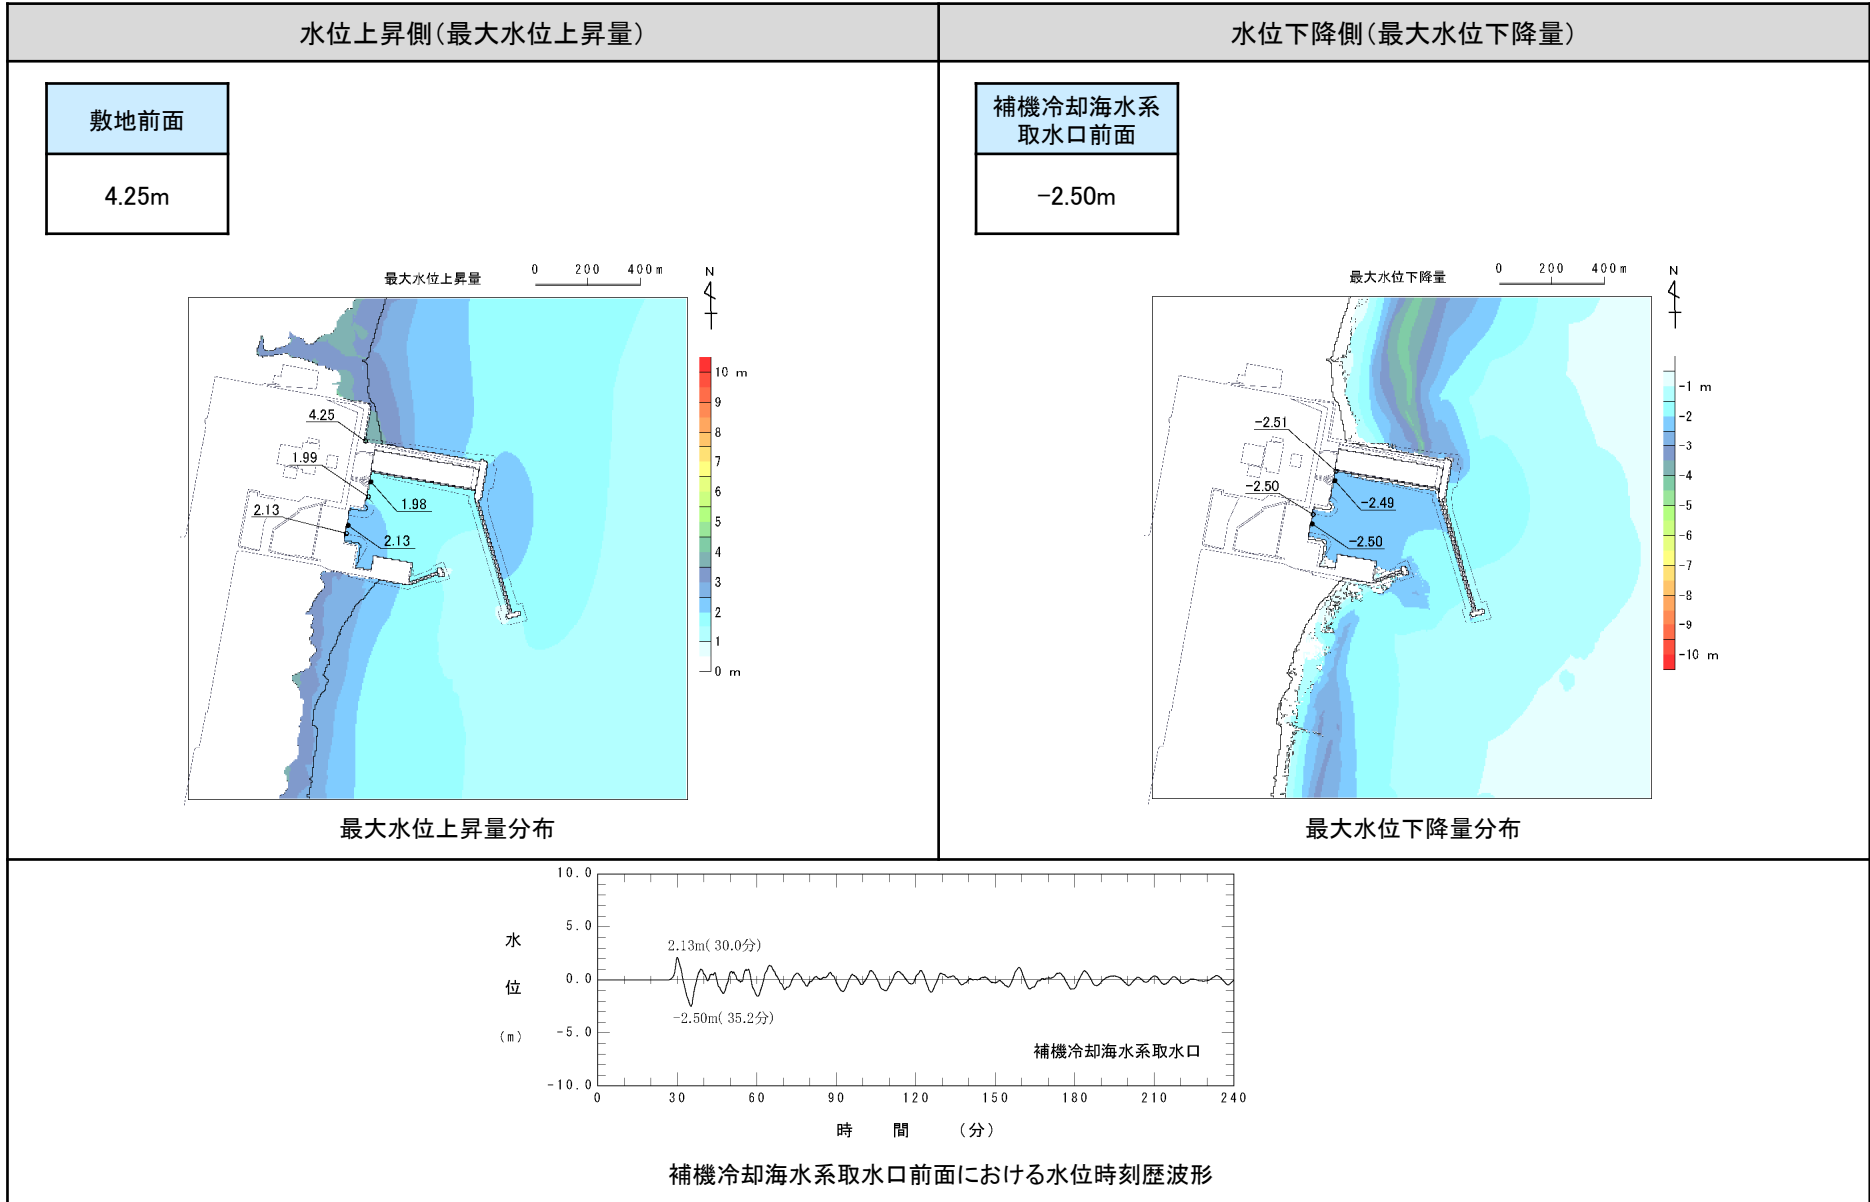 水位上昇側（最大水位上昇量）
水位下降側（最大水位下降量）
敷地前面
4.25m
補機冷却海水系
取水口前面
−2.50m
最大水位上昇量
0 200 400m
N
4.25
1.99
1.98
2.13
2.13
10 m
9
8
7
6
5
4
3
2
1
0 m
最大水位上昇量分布
最大水位下降量
0 200 400m
N
-2.51
-2.50
-2.49
-2.50
-1 m
-2
-3
-4
-5
-6
-7
-8
-9
-10 m
最大水位下降量分布
10.0
5.0
0.0
-5.0
-10.0
水
位
(m)
2.13m( 30.0分)
-2.50m( 35.2分)
補機冷却海水系取水口
0 30 60 90 120 150 180 210 240
時 間 (分)
補機冷却海水系取水口前面における水位時刻歴波形